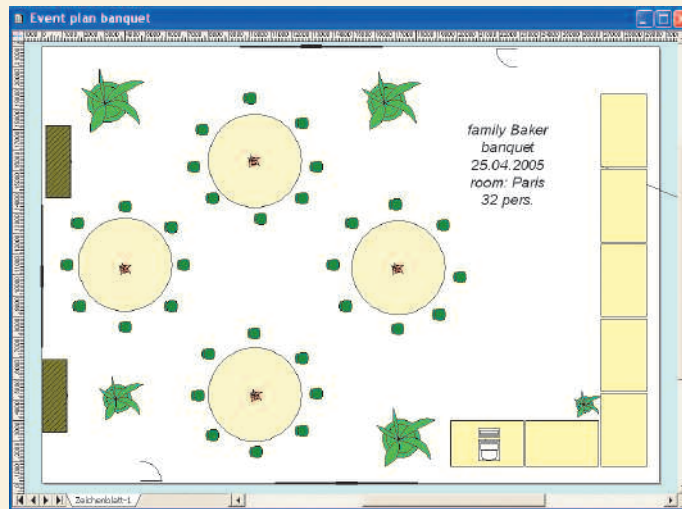 Event plan banquet
family Baker
banquet
25.04.2005
room: Paris
32 pers.
Zeichenblatt-1